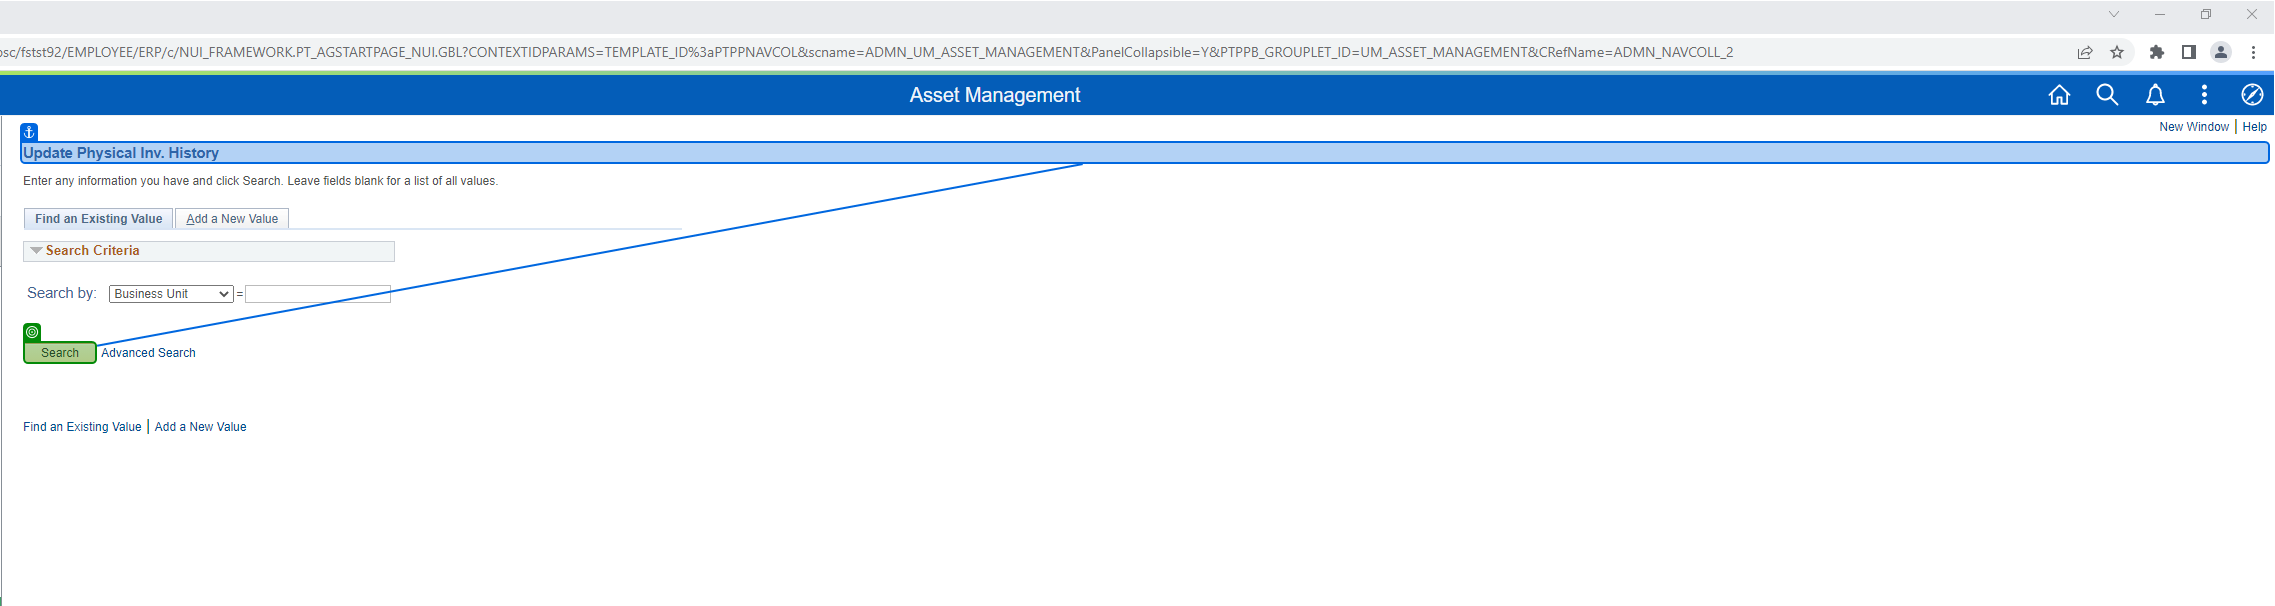 osc/fstst92/EMPLOYEE/ERP/c/NUI_FRAMEWORK.PT_AGSTARTPAGE_NUI.GBL?CONTEXTIDPARAMS=TEMPLATE_ID%3aPTPPNAVCOL&scname=ADMN_UM_ASSET_MANAGEMENT&PanelCollapsible=Y&PTPPB_GROUPLET_ID=UM_ASSET_MANAGEMENT&CRefName=ADMN_NAVCOLL_2
Asset Management
New Window | Help
Update Physical Inv. History
Enter any information you have and click Search. Leave fields blank for a list of all values.
Find an Existing Value Add a New Value
Search Criteria
Search by: Business Unit =
Search Advanced Search
Find an Existing Value | Add a New Value